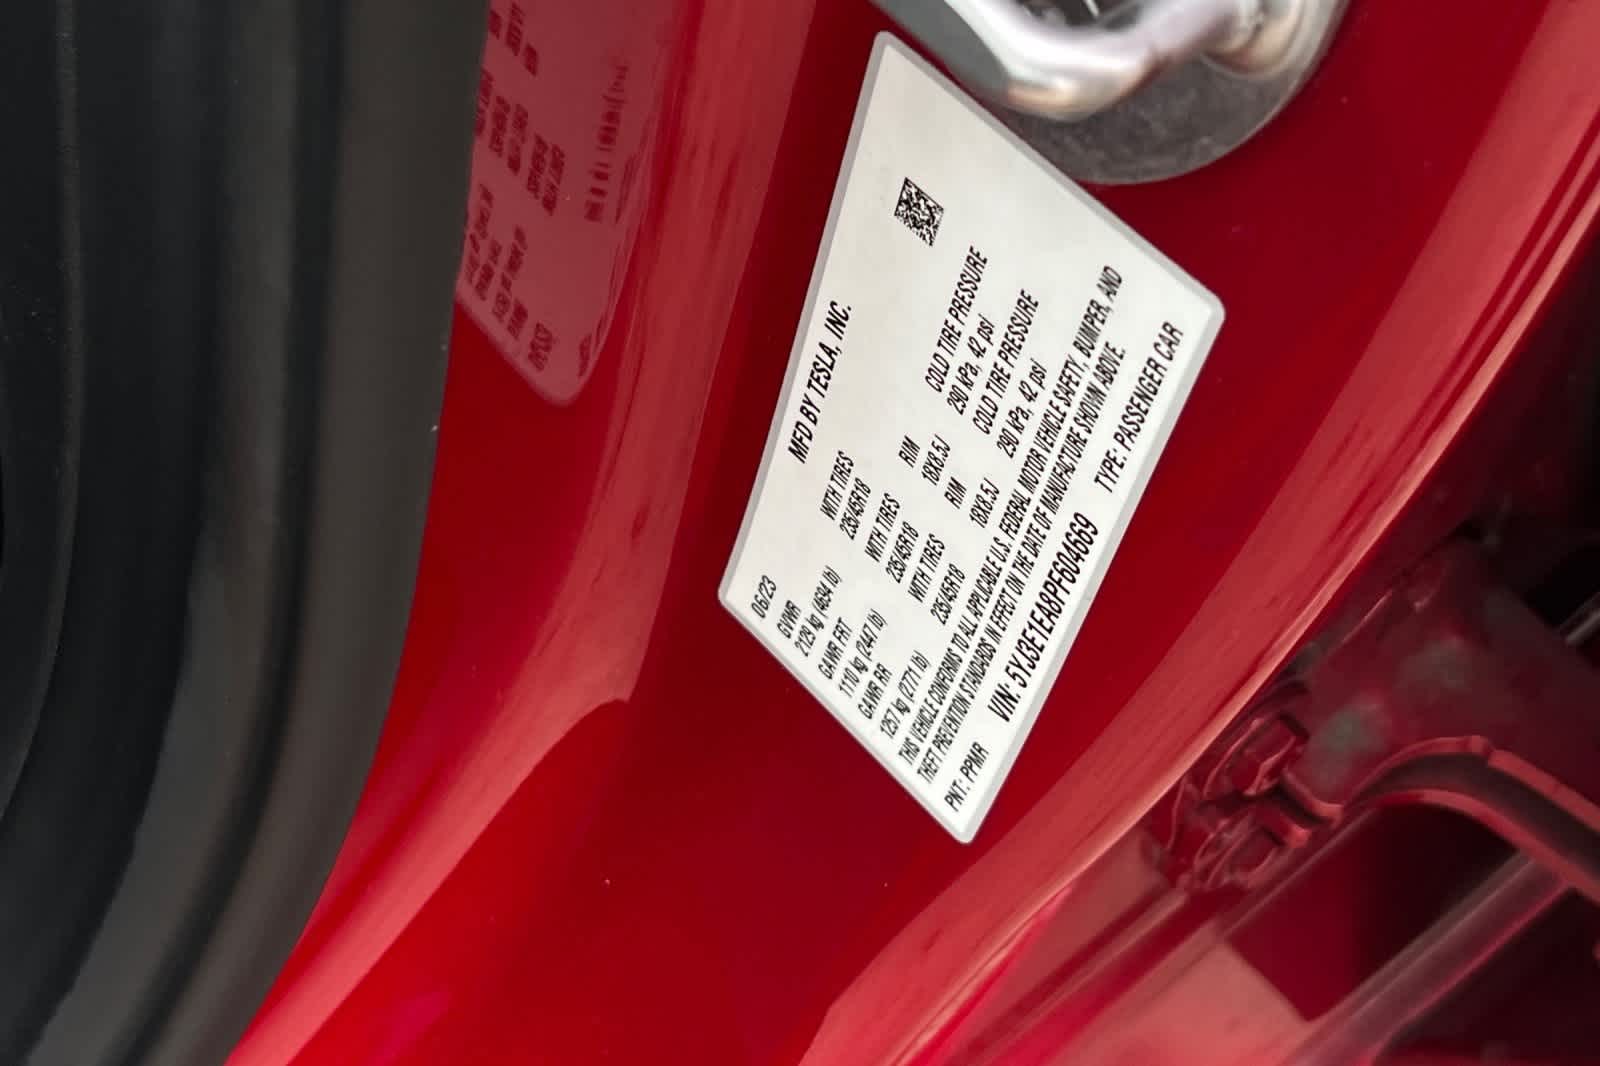 MFD BY TESLA, INC.
06/23
GVWR WITH TIRES RIM COLD TIRE PRESSURE
2129 kg (4694 lb) 235/45R18 18X8.5J 290 kPa, 42 psi
GAWR FRT WITH TIRES RIM COLD TIRE PRESSURE
1110 kg (2447 lb) 235/45R18 18X8.5J 290 kPa, 42 psi
GAWR RR WITH TIRES
1257 kg (2771 lb) 235/45R18
THIS VEHICLE CONFORMS TO ALL APPLICABLE U.S. FEDERAL MOTOR VEHICLE SAFETY, BUMPER, AND
THEFT PREVENTION STANDARDS IN EFFECT ON THE DATE OF MANUFACTURE SHOWN ABOVE.
VIN: 5YJ3E1EA8PF604669 TYPE: PASSENGER CAR
PNT: PPMR